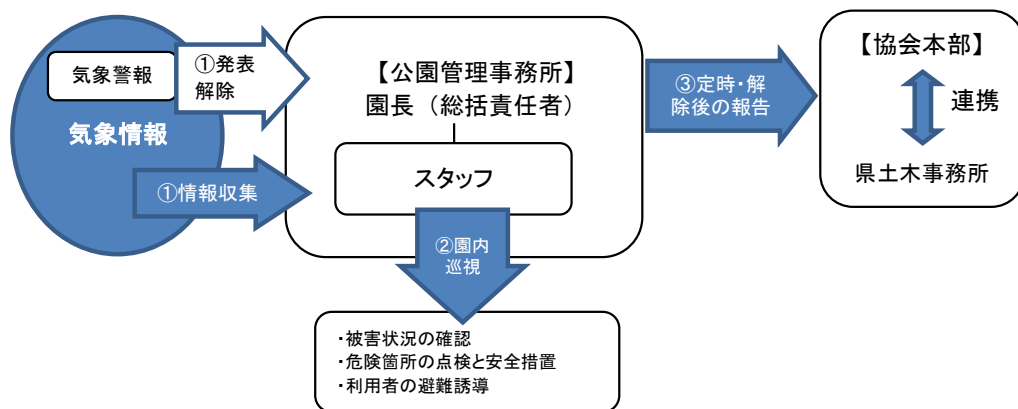 気象警報
気象情報
①発表
解除
①情報収集
【公園管理事務所】
園長（総括責任者）
スタッフ
②園内
巡視
・被害状況の確認
・危険箇所の点検と安全措置
・利用者の避難誘導
③定時・解
除後の報告
【協会本部】
連携
県土木事務所